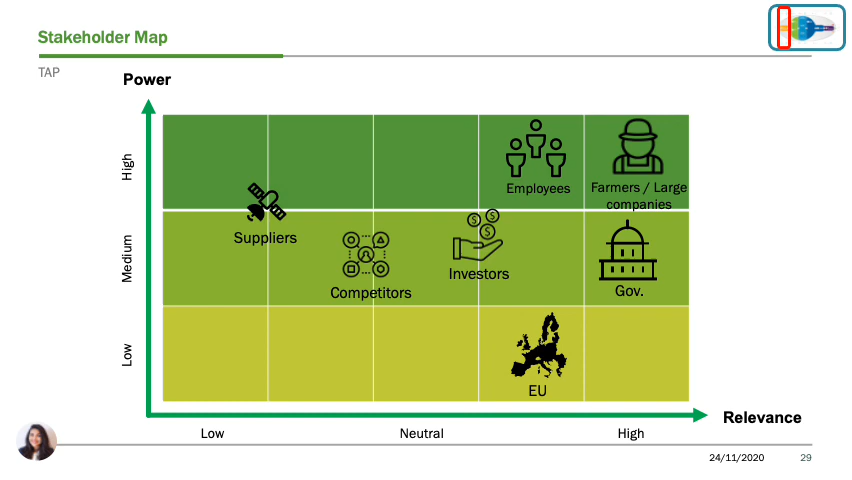 Stakeholder Map
TAP
Power
High
Employees
Farmers / Large
companies
Suppliers
Medium
Competitors
Investors
Gov.
Low
EU
Relevance
Low
Neutral
High
24/11/2020
29